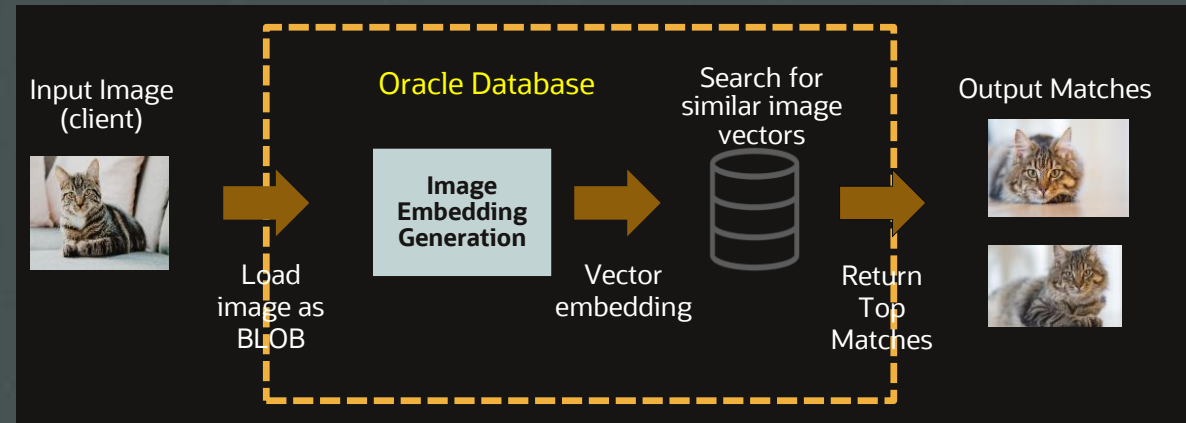 Input Image
(client)
Oracle Database
Search for
similar image
vectors
Output Matches
Image
Embedding
Generation
Load
image as
BLOB
Vector
embedding
Return
Top
Matches